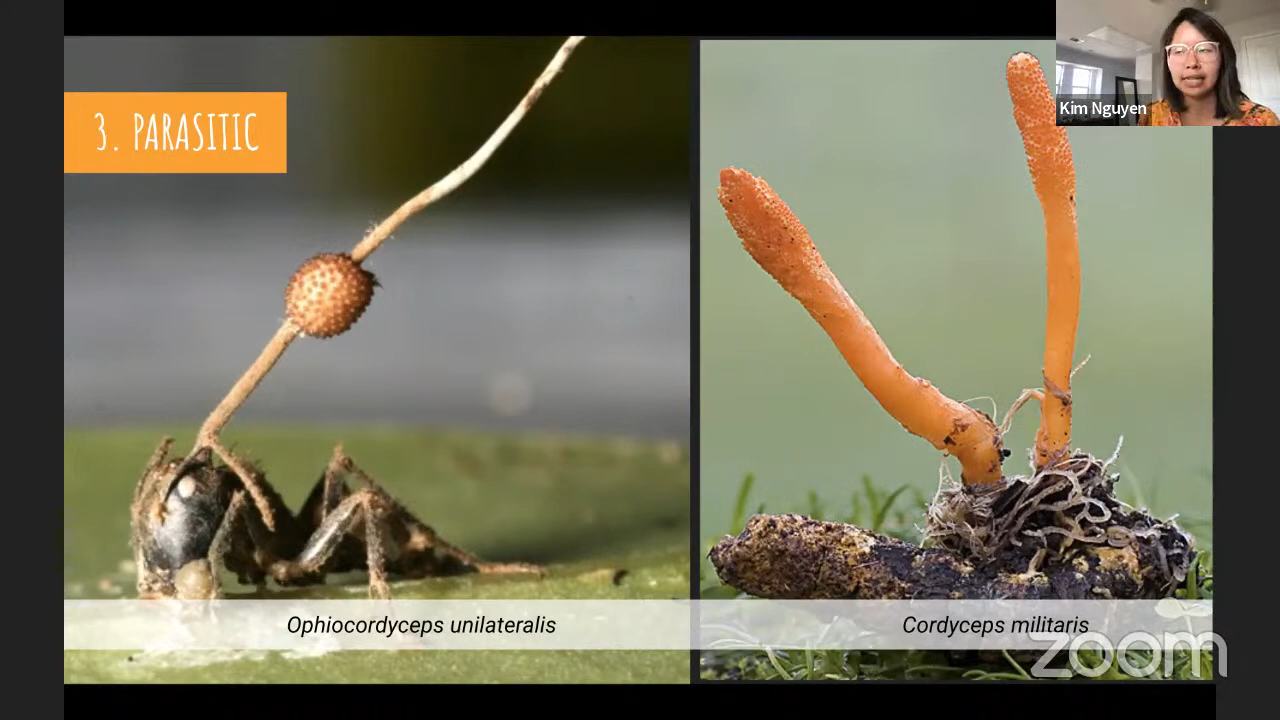 3. PARASITIC
Kim Nguyen
Ophiocordyceps unilateralis
Cordyceps militaris
zoom